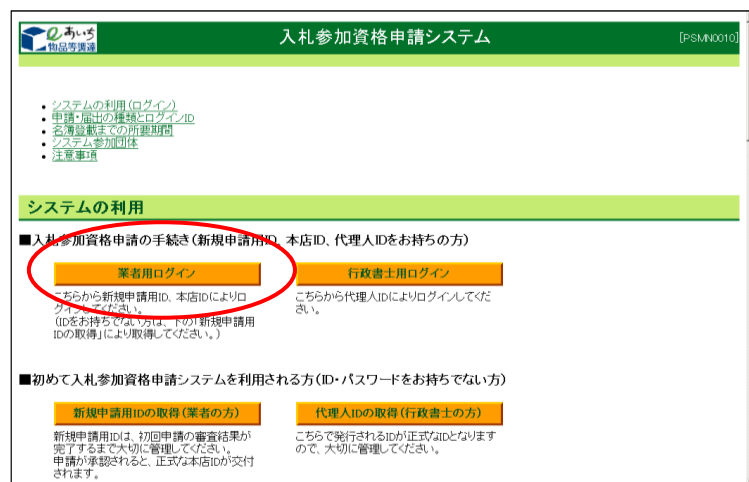 あいち
物品等調達
入札参加資格申請システム
[PSMN0010]
システムの利用(ログイン)
申請・届出の種類とログインID
名簿登載までの所要期間
システム参加団体
注意事項
システムの利用
■入札参加資格申請の手続き(新規申請用ID、本店ID、代理人IDをお持ちの方)
業者用ログイン
こちらから新規申請用ID、本店IDによりロ
グインしてください。
(IDをお持ちでない方は、下の「新規申請用
IDの取得」により取得してください。)
行政書士用ログイン
こちらから代理人IDによりログインしてくだ
さい。
■初めて入札参加資格申請システムを利用される方(ID・パスワードをお持ちでない方)
新規申請用IDの取得(業者の方)
新規申請用IDは、初回申請の審査結果が
完了するまで大切に管理してください。
申請が承認されると、正式な本店IDが交付
されます。
代理人IDの取得(行政書士の方)
こちらで発行されるIDが正式なIDとなります
ので、大切に管理してください。